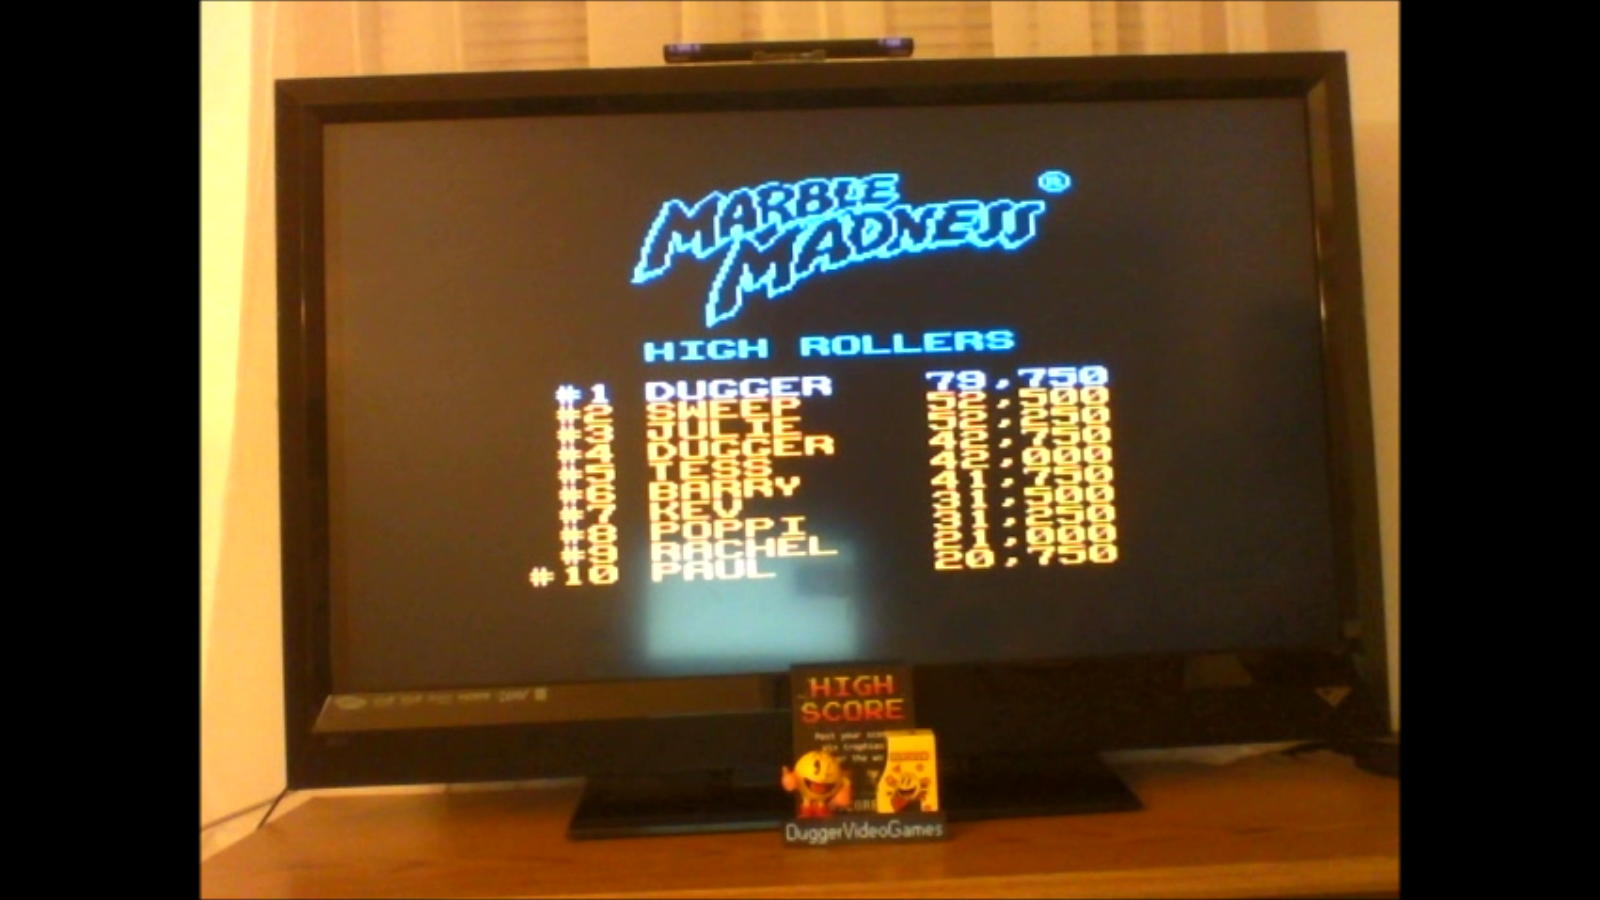 MARBLE
MADNESS®
HIGH ROLLERS
#1 DUGGER 79,750
#2 SWEEP 52,500
#3 JULIE 52,250
#4 DUGGER 42,750
#5 TESS 42,000
#6 BARRY 41,750
#7 KEV 31,500
#8 POPPI 31,250
#9 RACHEL 21,000
#10 PAUL 20,750
HIGH
SCORE
Post your
DuggerVideoGames